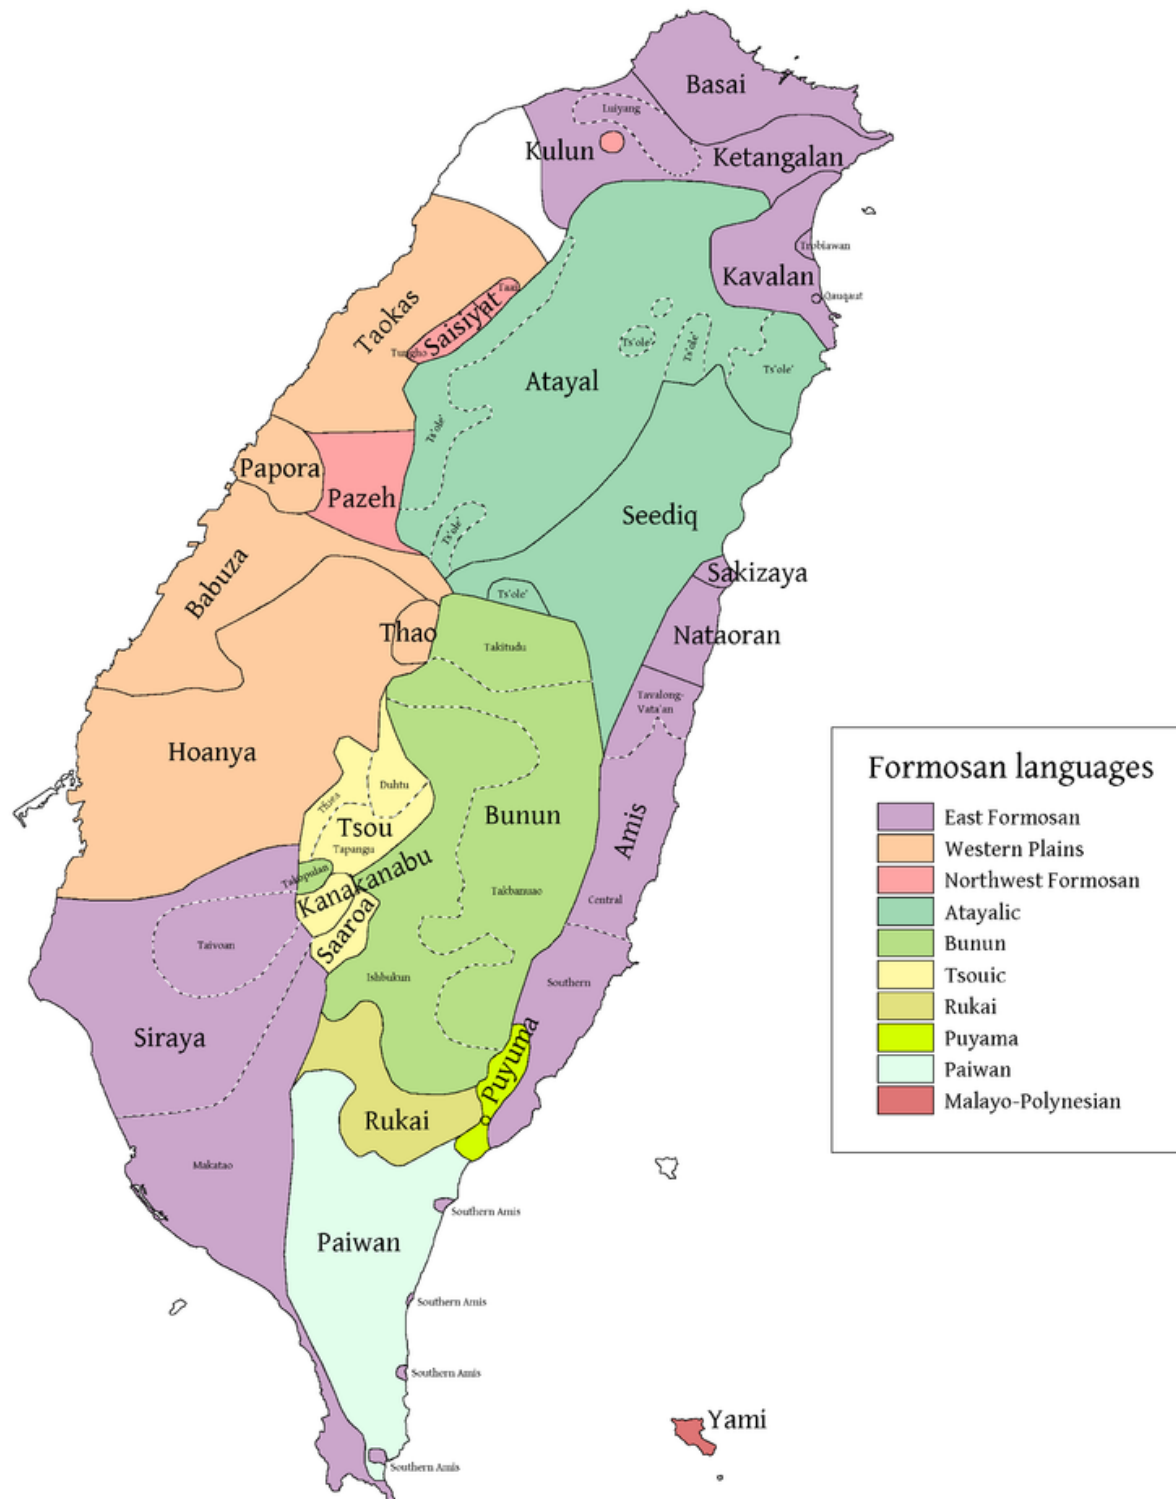 Basai
Luiyang
Kulun
Ketangalan
Trobiawan
Kavalan
Qauqaut
Taai
Saisiyat
Taokas
Tungho
Ts'ole'
Ts'ole'
Ts'ole'
Atayal
Ts'ole'
Papora
Pazeh
Seediq
Ts'ole'
Babuza
Sakizaya
Ts'ole'
Thao
Nataoran
Takitudu
Tavalong-
Vata'an
Hoanya
Duhtu
Tsou
Tapangu
Bunun
Amis
Takopulan
Kanakanabu
Takbanuao
Central
Saaroa
Taivoan
Ishbukun
Southern
Siraya
Puyuma
Rukai
Makatao
Southern Amis
Paiwan
Southern Amis
Southern Amis
Yami
Southern Amis
Formosan languages
East Formosan
Western Plains
Northwest Formosan
Atayalic
Bunun
Tsouic
Rukai
Puyama
Paiwan
Malayo-Polynesian